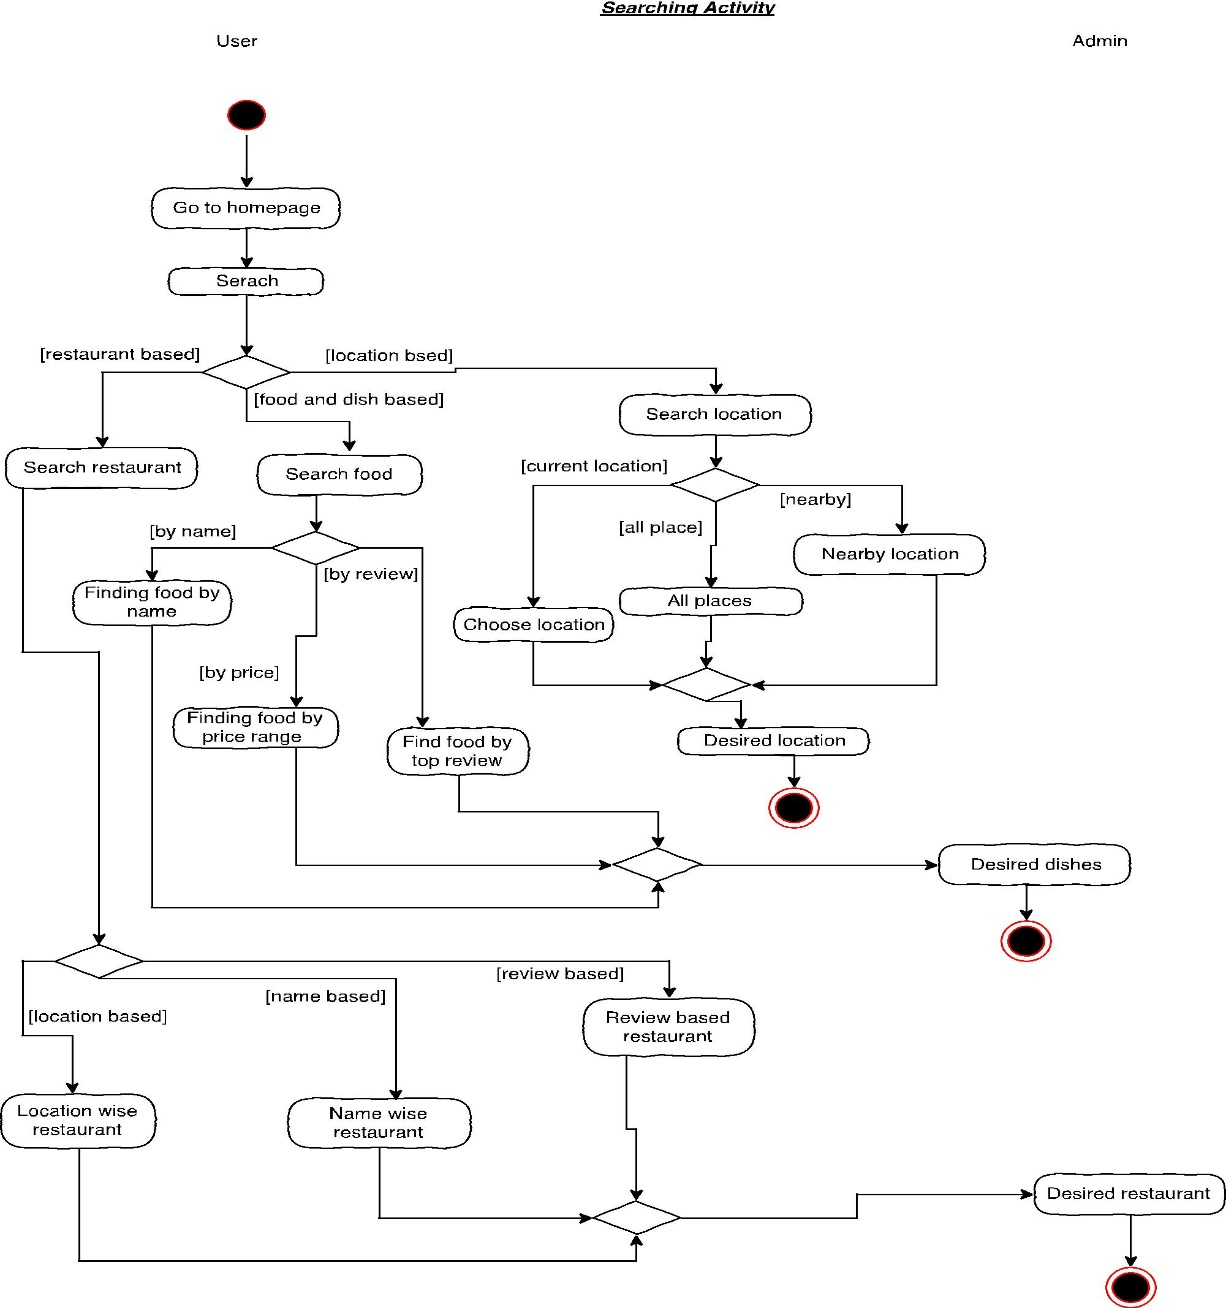 Searching Activity
User
Admin
Go to homepage
Serach
[restaurant based]
[location bsed]
[food and dish based]
Search location
Search restaurant
Search food
[current location]
[nearby]
[all place]
[by name]
Nearby location
[by review]
Finding food by
name
All places
Choose location
[by price]
Finding food by
price range
Find food by
top review
Desired location
Desired dishes
[review based]
[name based]
[location based]
Review based
restaurant
Location wise
restaurant
Name wise
restaurant
Desired restaurant